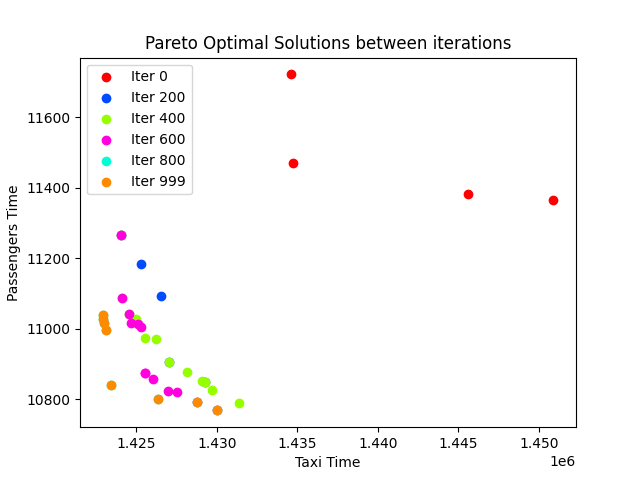 Pareto Optimal Solutions between iterations
Iter 0
Iter 200
Iter 400
Iter 600
Iter 800
Iter 999
Passengers Time
11600
11400
11200
11000
10800
1.425 1.430 1.435 1.440 1.445 1.450
1e6
Taxi Time